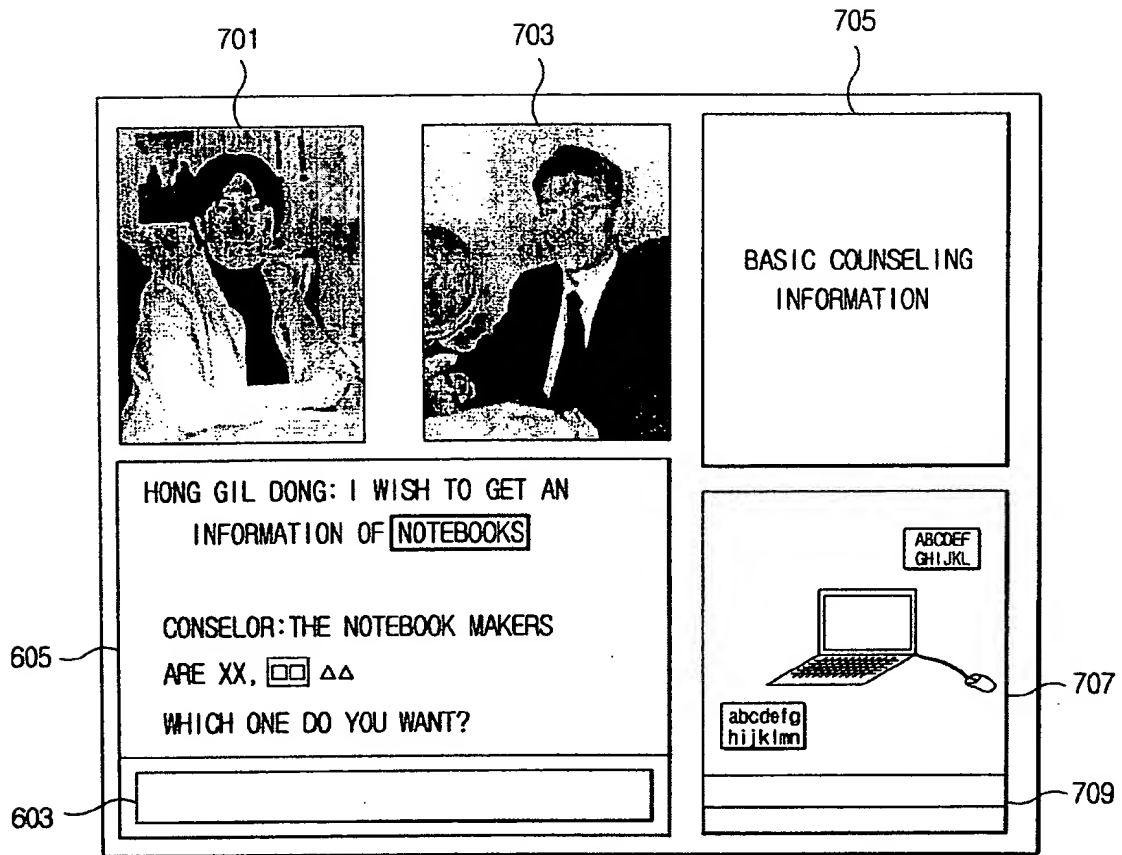 701
703
705
BASIC COUNSELING
INFORMATION
HONG GIL DONG: I WISH TO GET AN
INFORMATION OF NOTEBOOKS
CONSELOR:THE NOTEBOOK MAKERS
ARE XX, □□ △△
WHICH ONE DO YOU WANT?
605
603
ABCDEF
GHIJKL
abcdefg
hijklmn
707
709